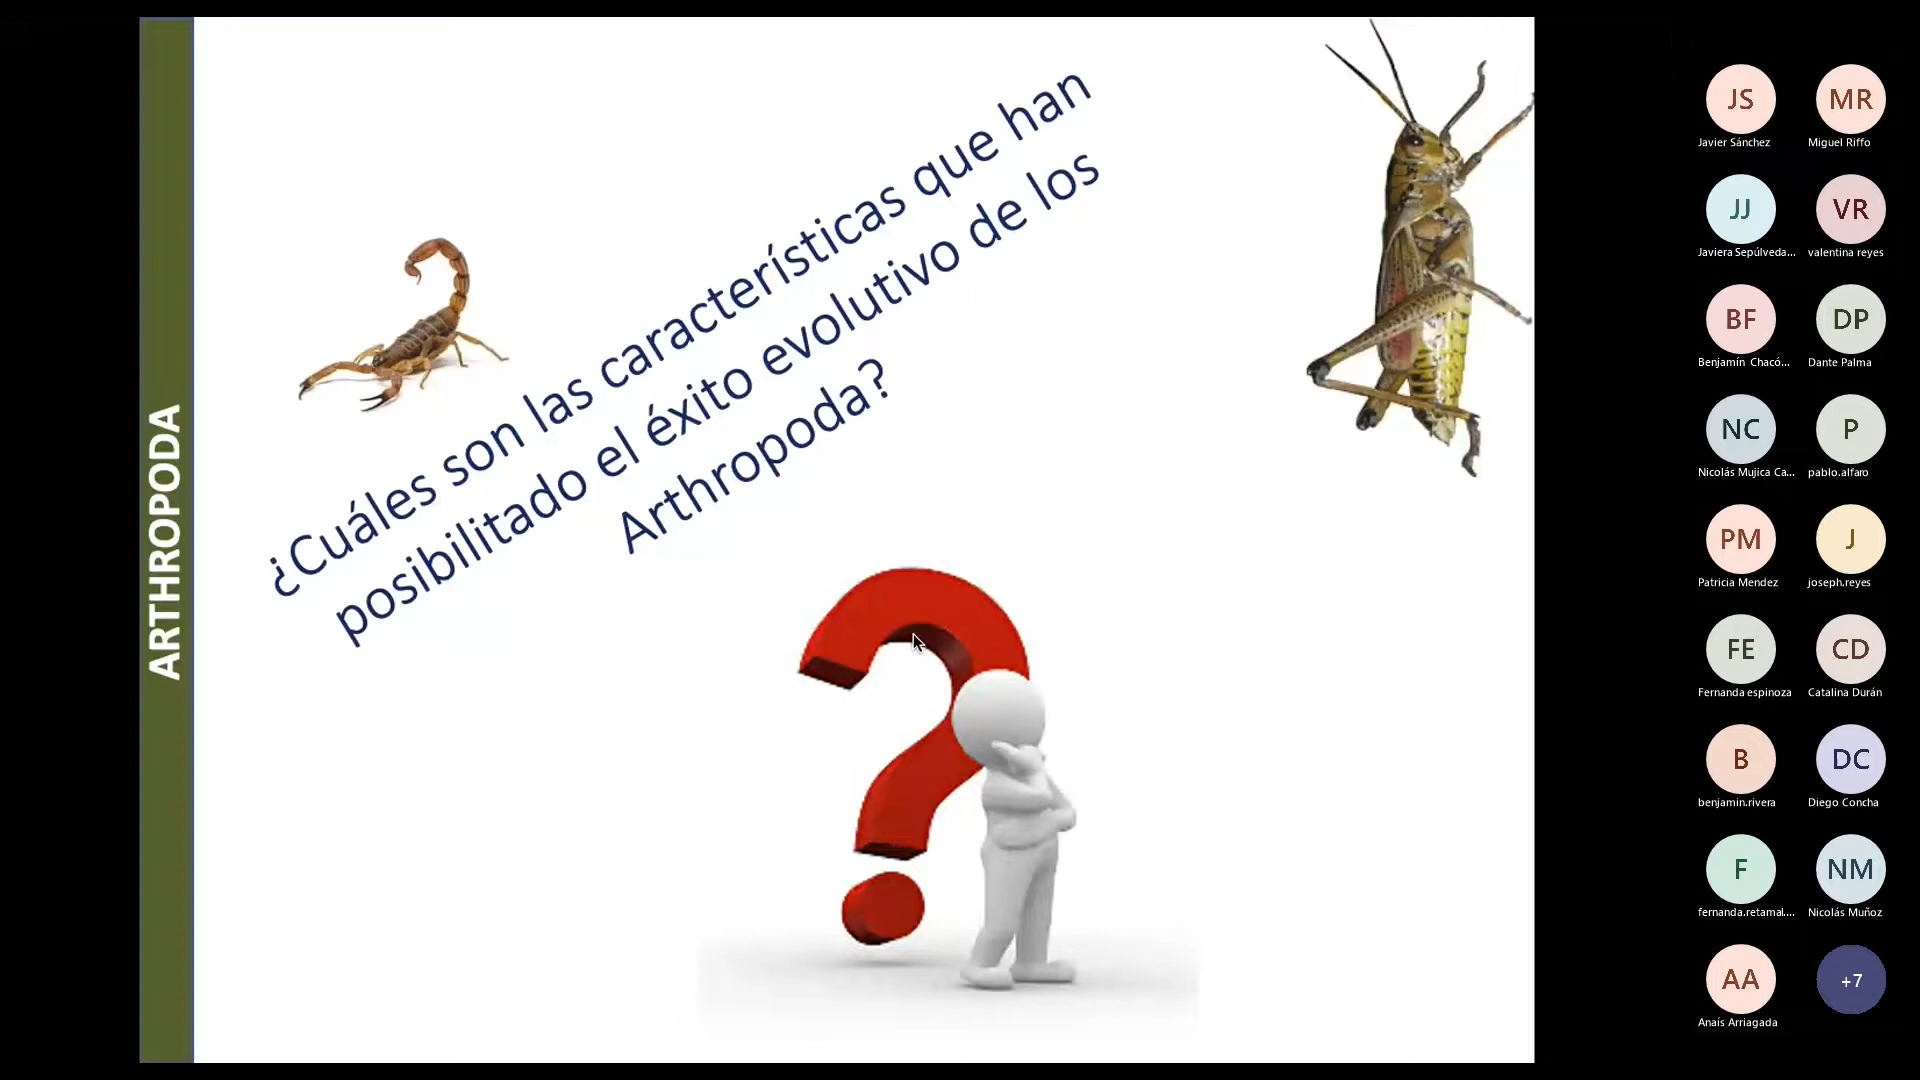 ARTHROPODA
¿Cuáles son las características que han
posibilitado el éxito evolutivo de los
Arthropoda?
JS
MR
Javier Sánchez
Miguel Riffo
JJ
VR
Javiera Sepúlveda...
valentina reyes
BF
DP
Benjamín Chacó...
Dante Palma
NC
P
Nicolás Mujica Ca...
pablo.alfaro
PM
J
Patricia Mendez
joseph.reyes
FE
CD
Fernanda espinoza
Catalina Durán
B
DC
benjamin.rivera
Diego Concha
F
NM
fernanda.retamal....
Nicolás Muñoz
AA
+7
Anaís Arriagada